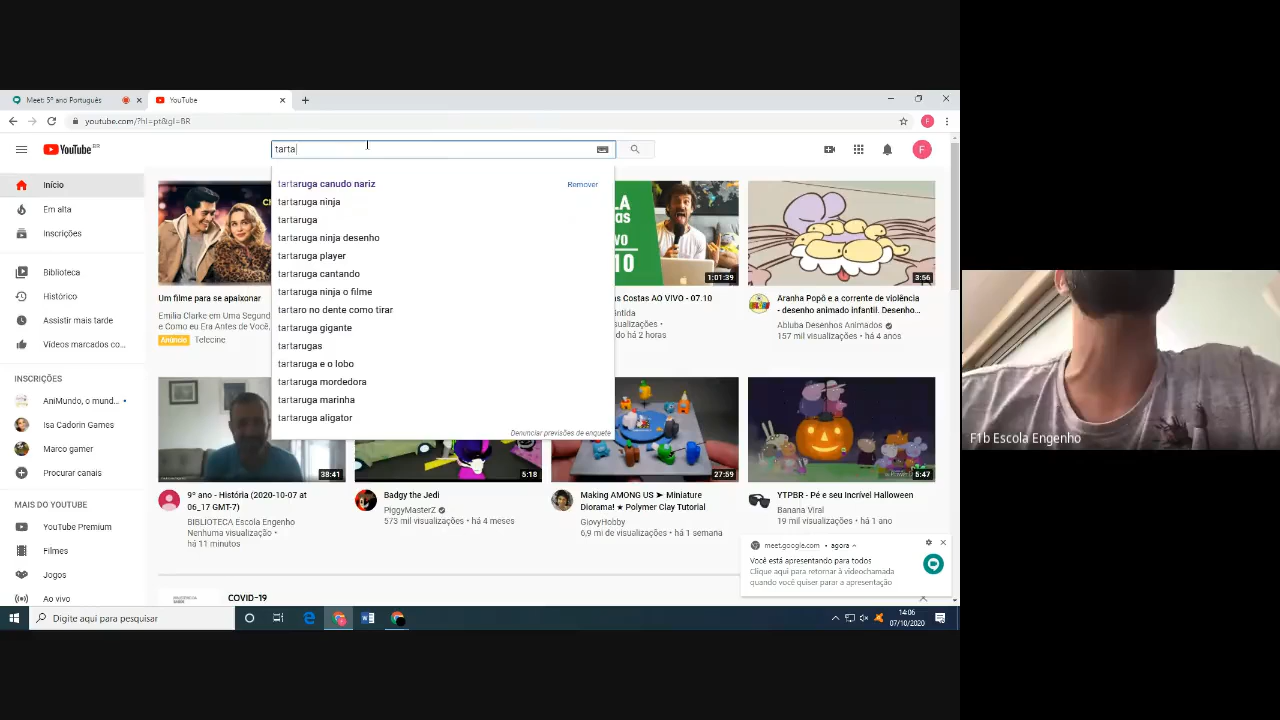 Meet: 5º ano Português
YouTube
youtube.com/?hl=pt&gl=BR
F
YouTube BR
tarta
F
Início
Em alta
Inscrições
Biblioteca
Histórico
Assistir mais tarde
Vídeos marcados co...
INSCRIÇÕES
AniMundo, o mund...
Isa Cadorin Games
Marco gamer
Procurar canais
MAIS DO YOUTUBE
YouTube Premium
Filmes
Jogos
Ao vivo
tartaruga canudo nariz
Remover
tartaruga ninja
tartaruga
tartaruga ninja desenho
tartaruga player
tartaruga cantando
tartaruga ninja o filme
tartaro no dente como tirar
tartaruga gigante
tartarugas
tartaruga e o lobo
tartaruga mordedora
tartaruga marinha
tartaruga aligator
Denunciar previsões de enquete
Um filme para se apaixonar
Emilia Clarke em Uma Segund
e Como eu Era Antes de Você,
Anúncio Telecine
1:01:39
s Costas AO VIVO - 07.10
ntida
sualizações •
do há 2 horas
3:56
Aranha Popô e a corrente de violência
- desenho animado infantil. Desenho...
Abluba Desenhos Animados
157 mil visualizações • há 4 anos
38:41
9º ano - História (2020-10-07 at
06_17 GMT-7)
BIBLIOTECA Escola Engenho
Nenhuma visualização •
há 11 minutos
5:18
Badgy the Jedi
PiggyMasterZ
573 mil visualizações • há 4 meses
27:59
Making AMONG US ➤ Miniature
Diorama! ★ Polymer Clay Tutorial
GiovyHobby
6,9 mi de visualizações • há 1 semana
5:47
YTPBR - Pé e seu Incrível Halloween
Banana Viral
19 mil visualizações • há 1 ano
meet.google.com • agora
Você está apresentando para todos
Clique aqui para retornar à videochamada
quando você quiser parar a apresentação
COVID-19
Digite aqui para pesquisar
14:06
07/10/2020
F1b Escola Engenho